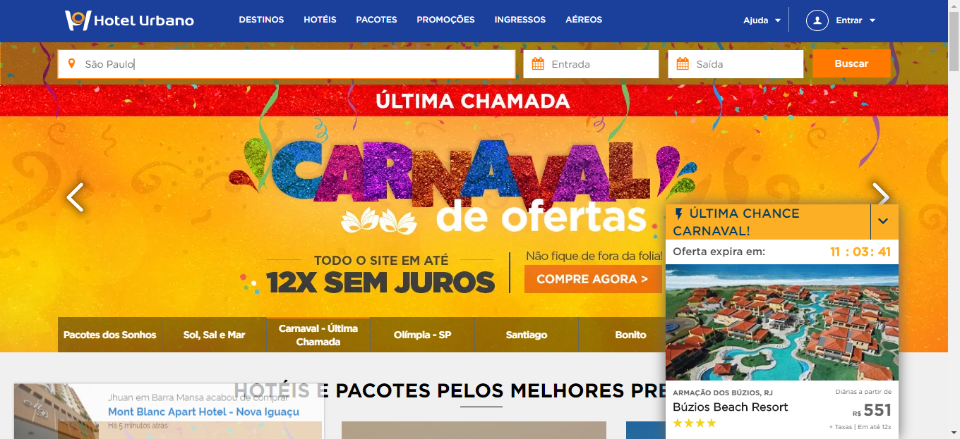 Hotel Urbano
DESTINOS HOTÉIS PACOTES PROMOÇÕES INGRESSOS AÉREOS
Ajuda Entrar
São Paulo Entrada Saída Buscar
ÚLTIMA CHAMADA
CARNAVAL
de ofertas
TODO O SITE EM ATÉ
12X SEM JUROS
Não fique de fora da folia!
COMPRE AGORA >
ÚLTIMA CHANCE
CARNAVAL!
Oferta expira em: 11 : 03 : 41
Pacotes dos Sonhos
Sol, Sal e Mar
Carnaval - Última
Chamada
Olímpia - SP
Santiago
Bonito
HOTÉIS E PACOTES PELOS MELHORES PRE
Jhuan em Barra Mansa acabou de comprar
Mont Blanc Apart Hotel - Nova Iguaçu
Há 5 minutos atrás
ARMAÇÃO DOS BÚZIOS, RJ
Búzios Beach Resort
Diárias a partir de
R$ 551
+ Taxas | Em até 12x